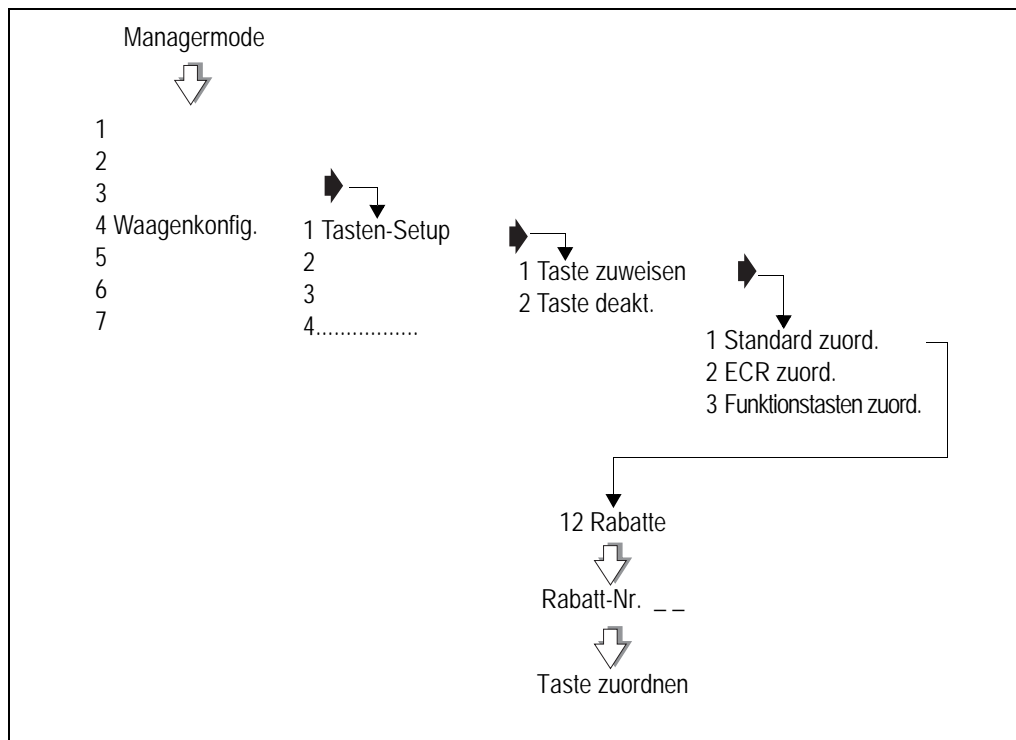 Managermode
1
2
3
4 Waagenkonfig.
5
6
7
1 Tasten-Setup
2
3
4.................
1 Taste zuweisen
2 Taste deakt.
1 Standard zuord.
2 ECR zuord.
3 Funktionstasten zuord.
12 Rabatte
Rabatt-Nr. _ _
Taste zuordnen